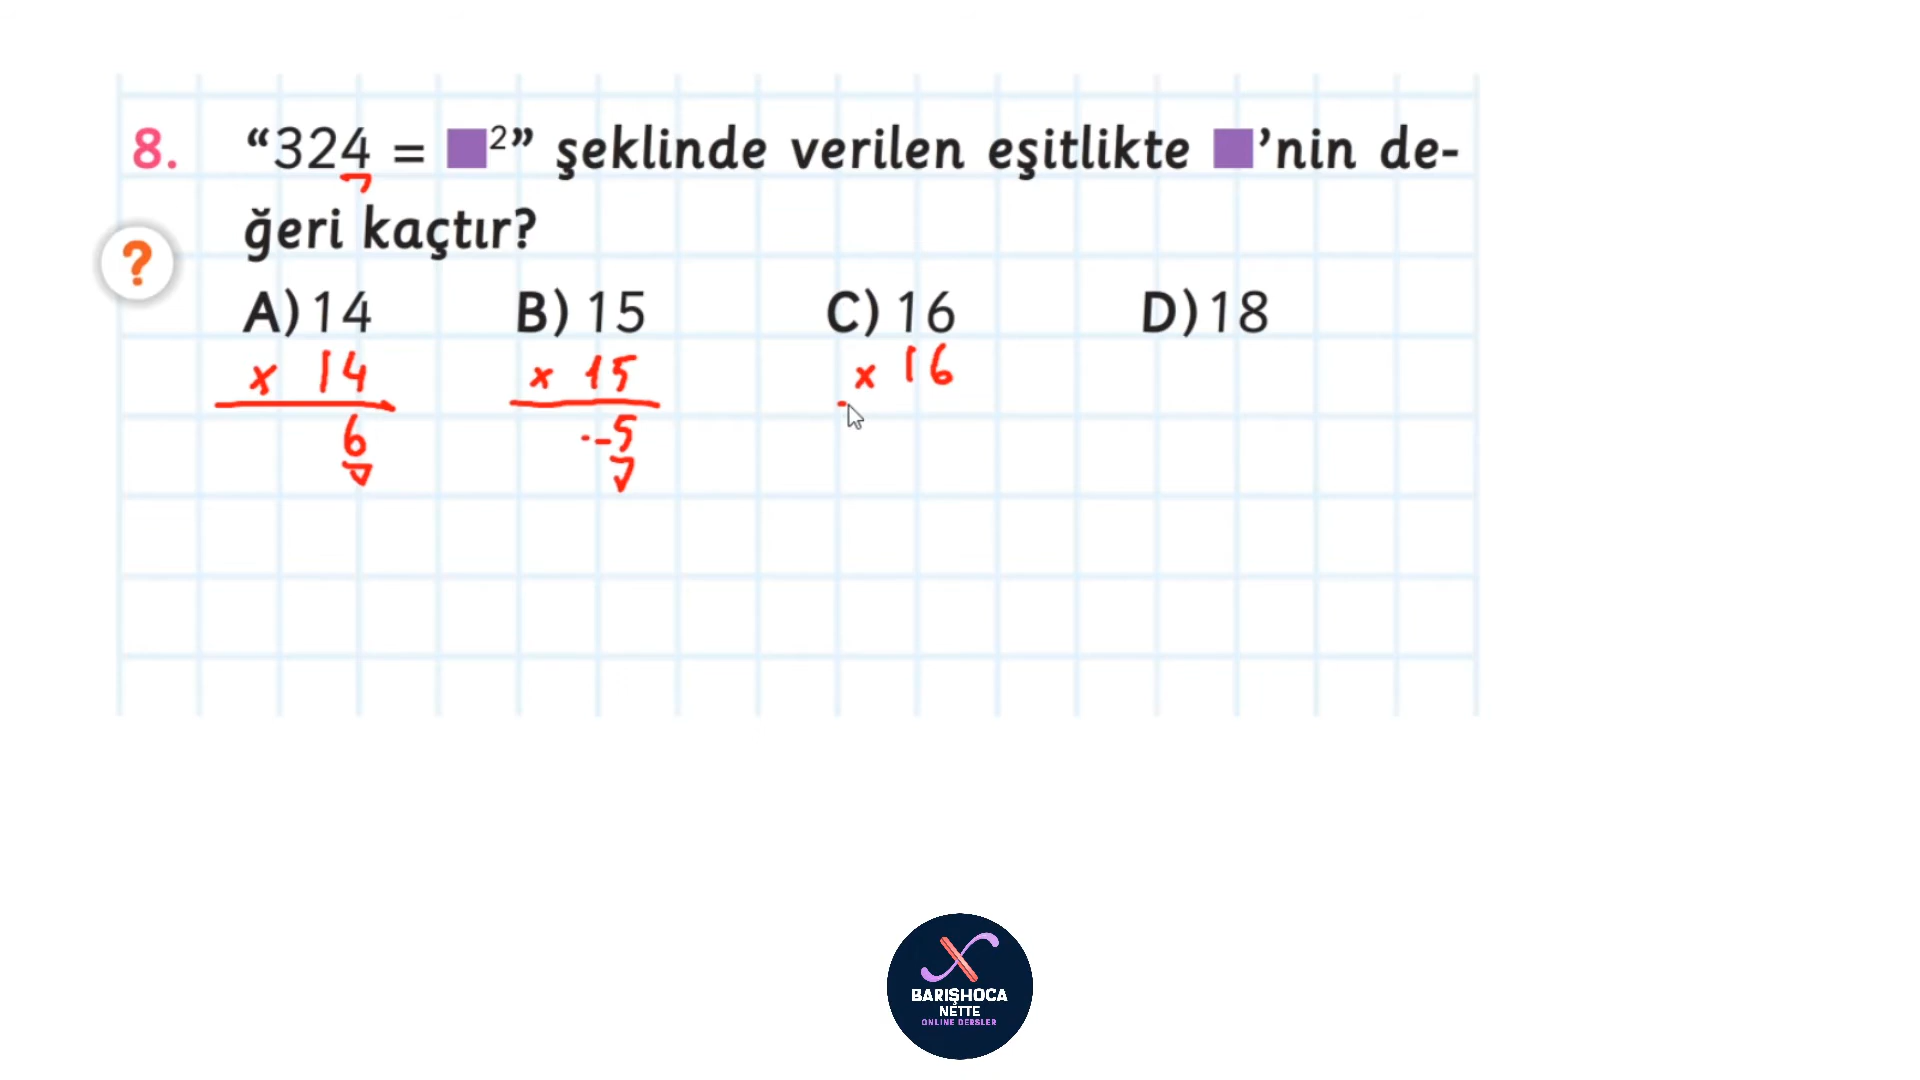 8. “324 = ■²” şeklinde verilen eşitlikte ■’nin de-
ğeri kaçtır?
?
A) 14 B) 15 C) 16 D) 18
x 14 x 15 x 16
6 --5
BARIŞHOCA
NETTE
ONLINE DERSLER